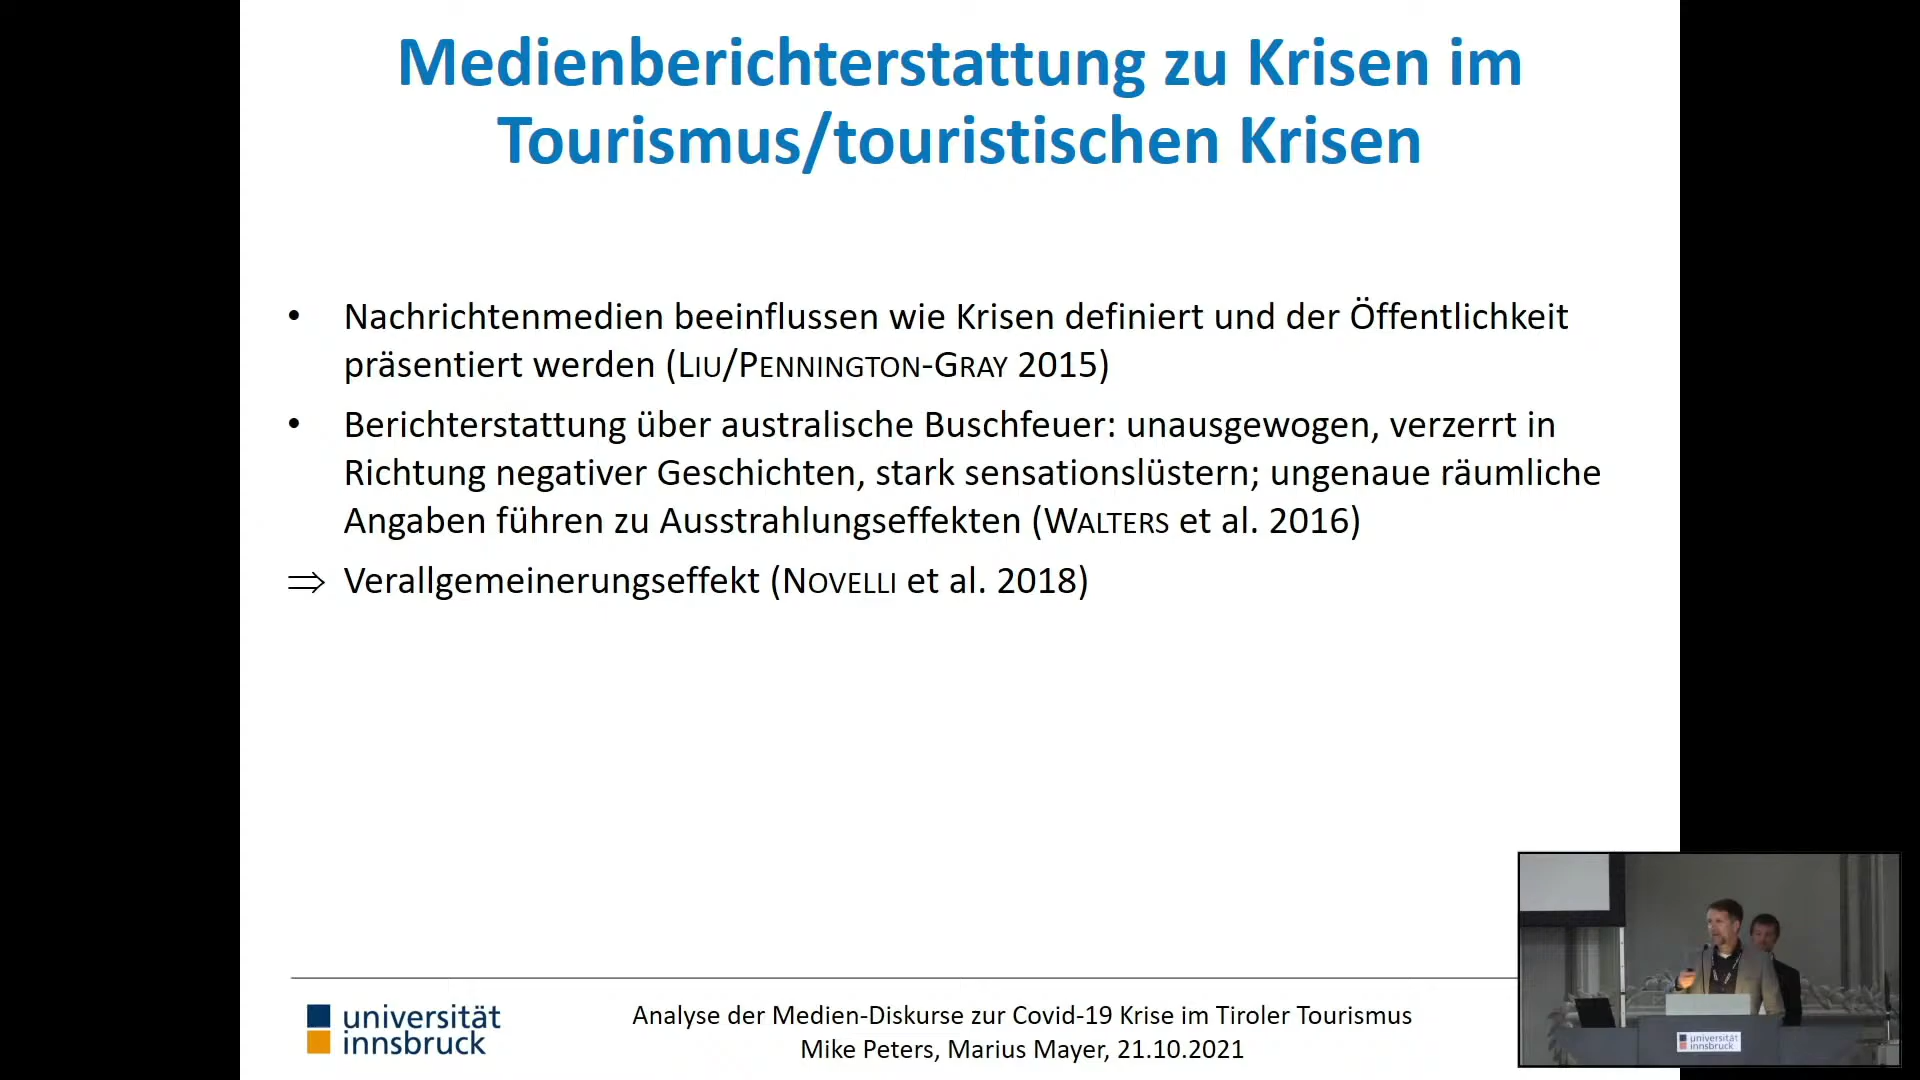 Medienberichterstattung zu Krisen im
Tourismus/touristischen Krisen
• Nachrichtenmedien beeinflussen wie Krisen definiert und der Öffentlichkeit
präsentiert werden (LIU/PENNINGTON-GRAY 2015)
• Berichterstattung über australische Buschfeuer: unausgewogen, verzerrt in
Richtung negativer Geschichten, stark sensationslüstern; ungenaue räumliche
Angaben führen zu Ausstrahlungseffekten (WALTERS et al. 2016)
⇒ Verallgemeinerungseffekt (NOVELLI et al. 2018)
universität
innsbruck
Analyse der Medien-Diskurse zur Covid-19 Krise im Tiroler Tourismus
Mike Peters, Marius Mayer, 21.10.2021
universität
innsbruck